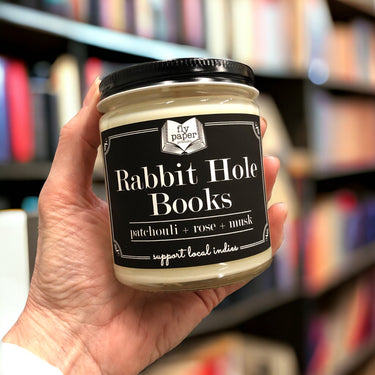 fly
paper
Rabbit Hole
Books
patchouli + rose + musk
support local indies